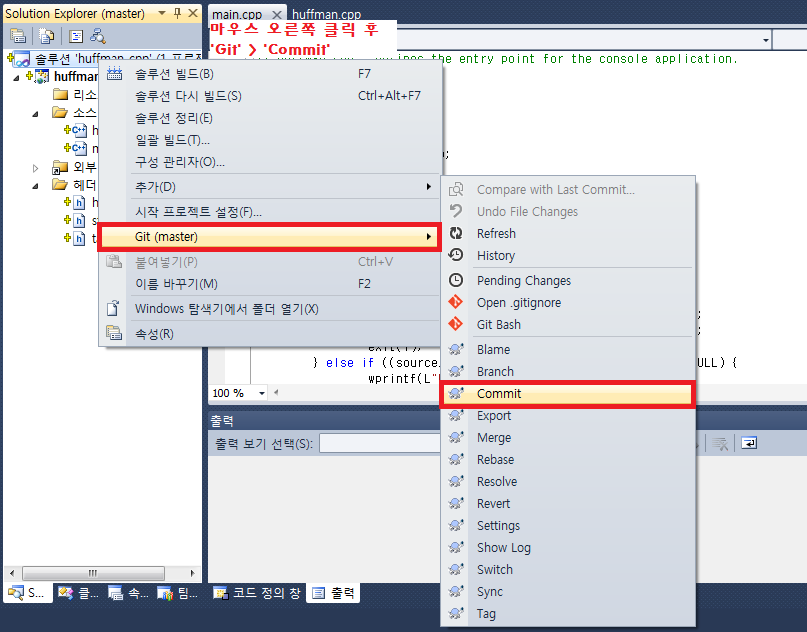 Solution Explorer (master)
main.cpp
huffman.cpp
마우스 오른쪽 클릭 후
'Git' > 'Commit'
the entry point for the console application.
솔루션 'huffman.cpp' (1 프로젝
huffman
리소
소스
외부
헤더
솔루션 빌드(B) F7
솔루션 다시 빌드(S) Ctrl+Alt+F7
솔루션 정리(E)
일괄 빌드(T)...
구성 관리자(O)...
추가(D)
시작 프로젝트 설정(F)...
Git (master)
붙여넣기(P) Ctrl+V
이름 바꾸기(M) F2
Windows 탐색기에서 폴더 열기(X)
속성(R)
Compare with Last Commit...
Undo File Changes
Refresh
History
Pending Changes
Open .gitignore
Git Bash
Blame
Branch
Commit
Export
Merge
Rebase
Resolve
Revert
Settings
Show Log
Switch
Sync
Tag
} else if ((source
ULL) {
wprintf(L"
100 %
출력
출력 보기 선택(S):
S...
클...
속...
팀...
코드 정의 창
출력